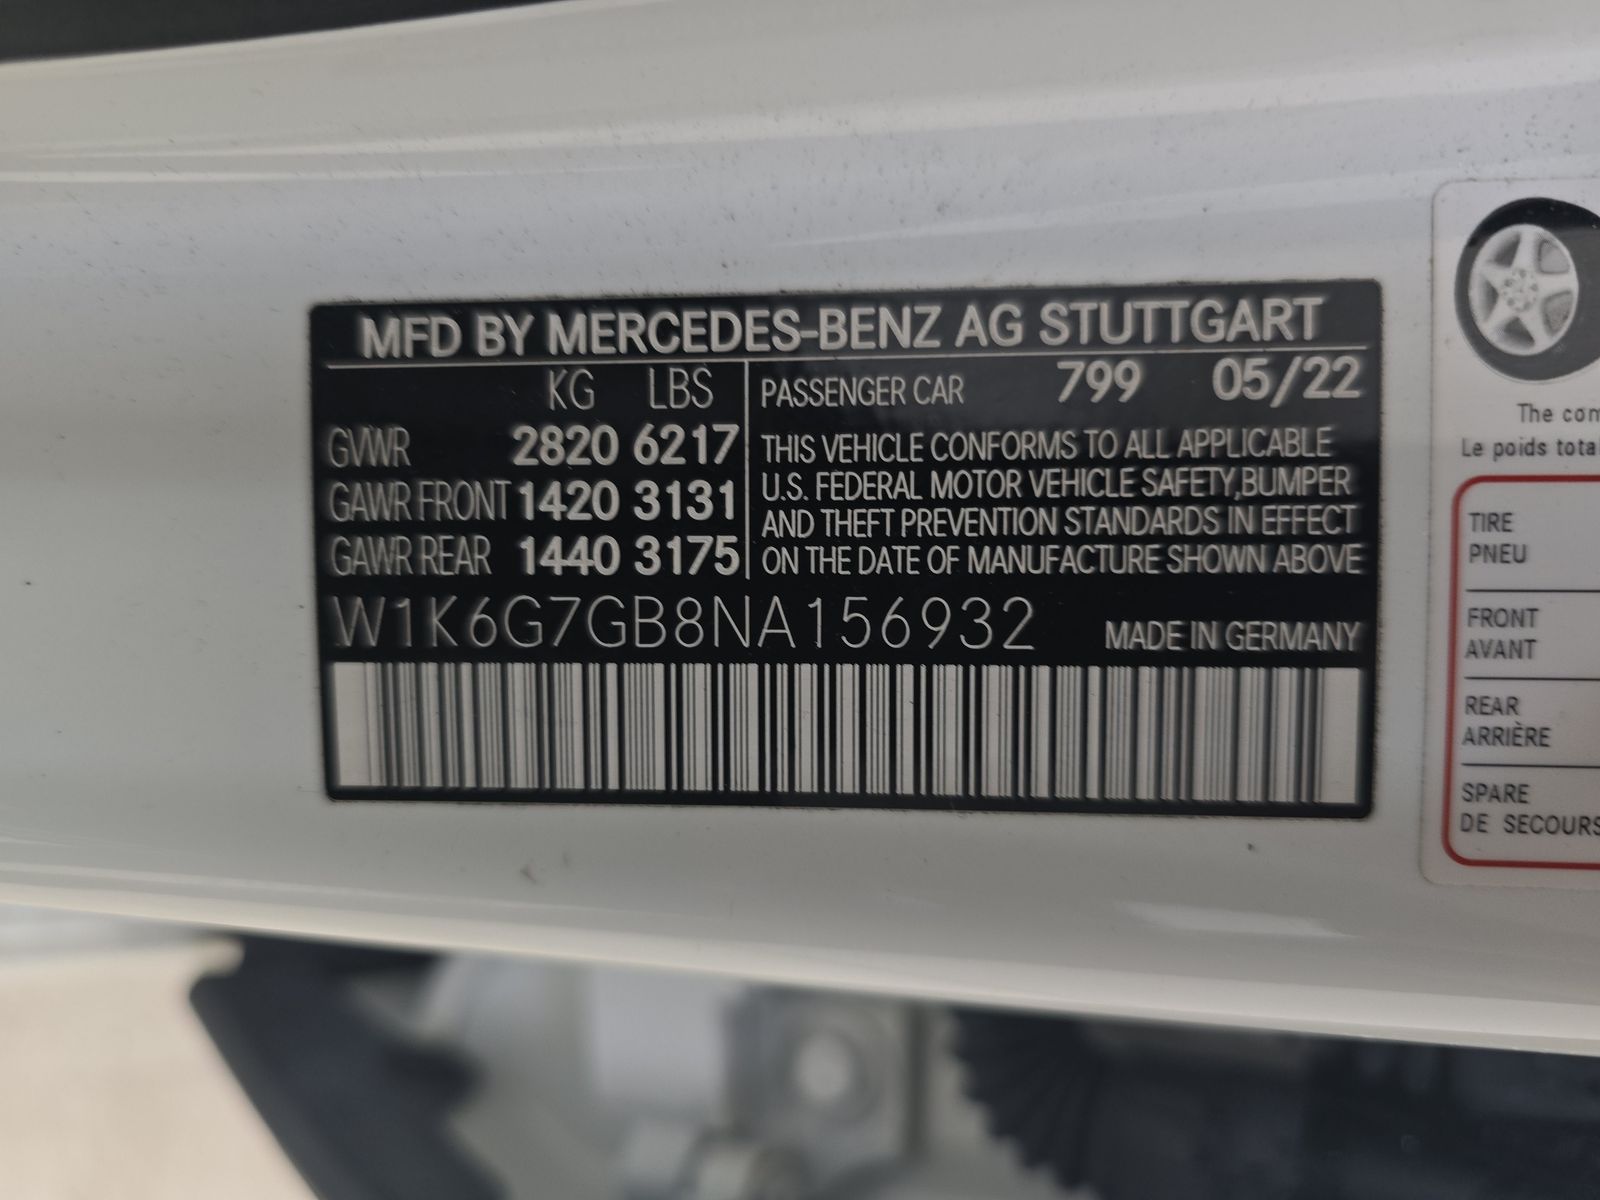 MFD BY MERCEDES-BENZ AG STUTTGART
KG LBS
GVWR 2820 6217
GAWR FRONT 1420 3131
GAWR REAR 1440 3175
PASSENGER CAR 799 05/22
THIS VEHICLE CONFORMS TO ALL APPLICABLE
U.S. FEDERAL MOTOR VEHICLE SAFETY,BUMPER
AND THEFT PREVENTION STANDARDS IN EFFECT
ON THE DATE OF MANUFACTURE SHOWN ABOVE
W1K6G7GB8NA156932 MADE IN GERMANY
The
Le poids
TIRE
PNEU
FRONT
AVANT
REAR
ARRIÈRE
SPARE
DE SECOURS